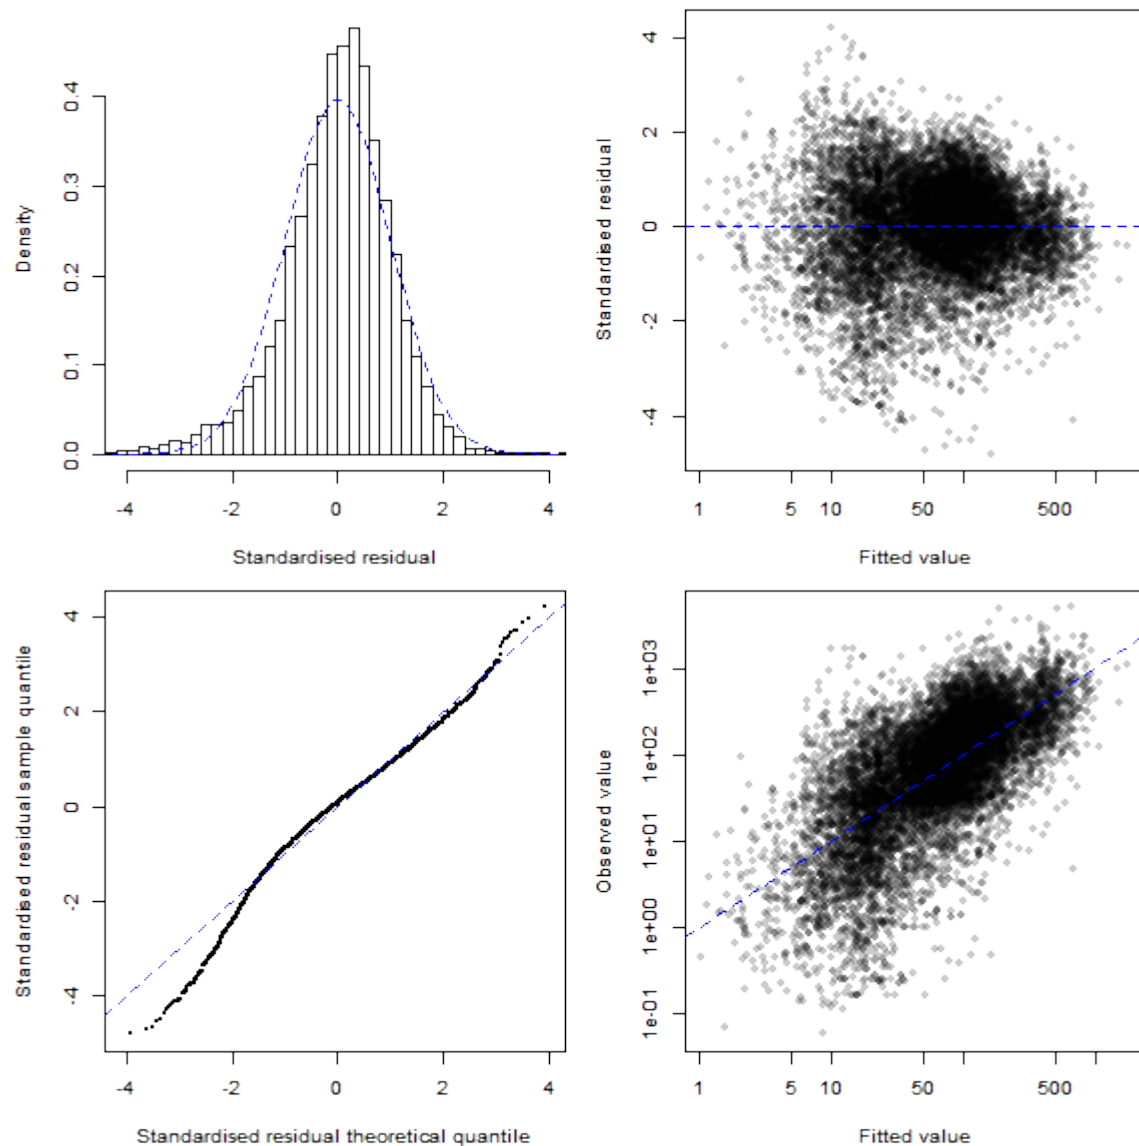 0.4
0.3
0.2
0.1
0.0
Density
-4 -2 0 2 4
Standardised residual
4
2
0
-2
-4
Standardised residual
1 5 10 50 500
Fitted value
4
2
0
-2
-4
Standardised residual sample quantile
-4 -2 0 2 4
Standardised residual theoretical quantile
1e+03
1e+02
1e+01
1e+00
1e-01
Observed value
1 5 10 50 500
Fitted value